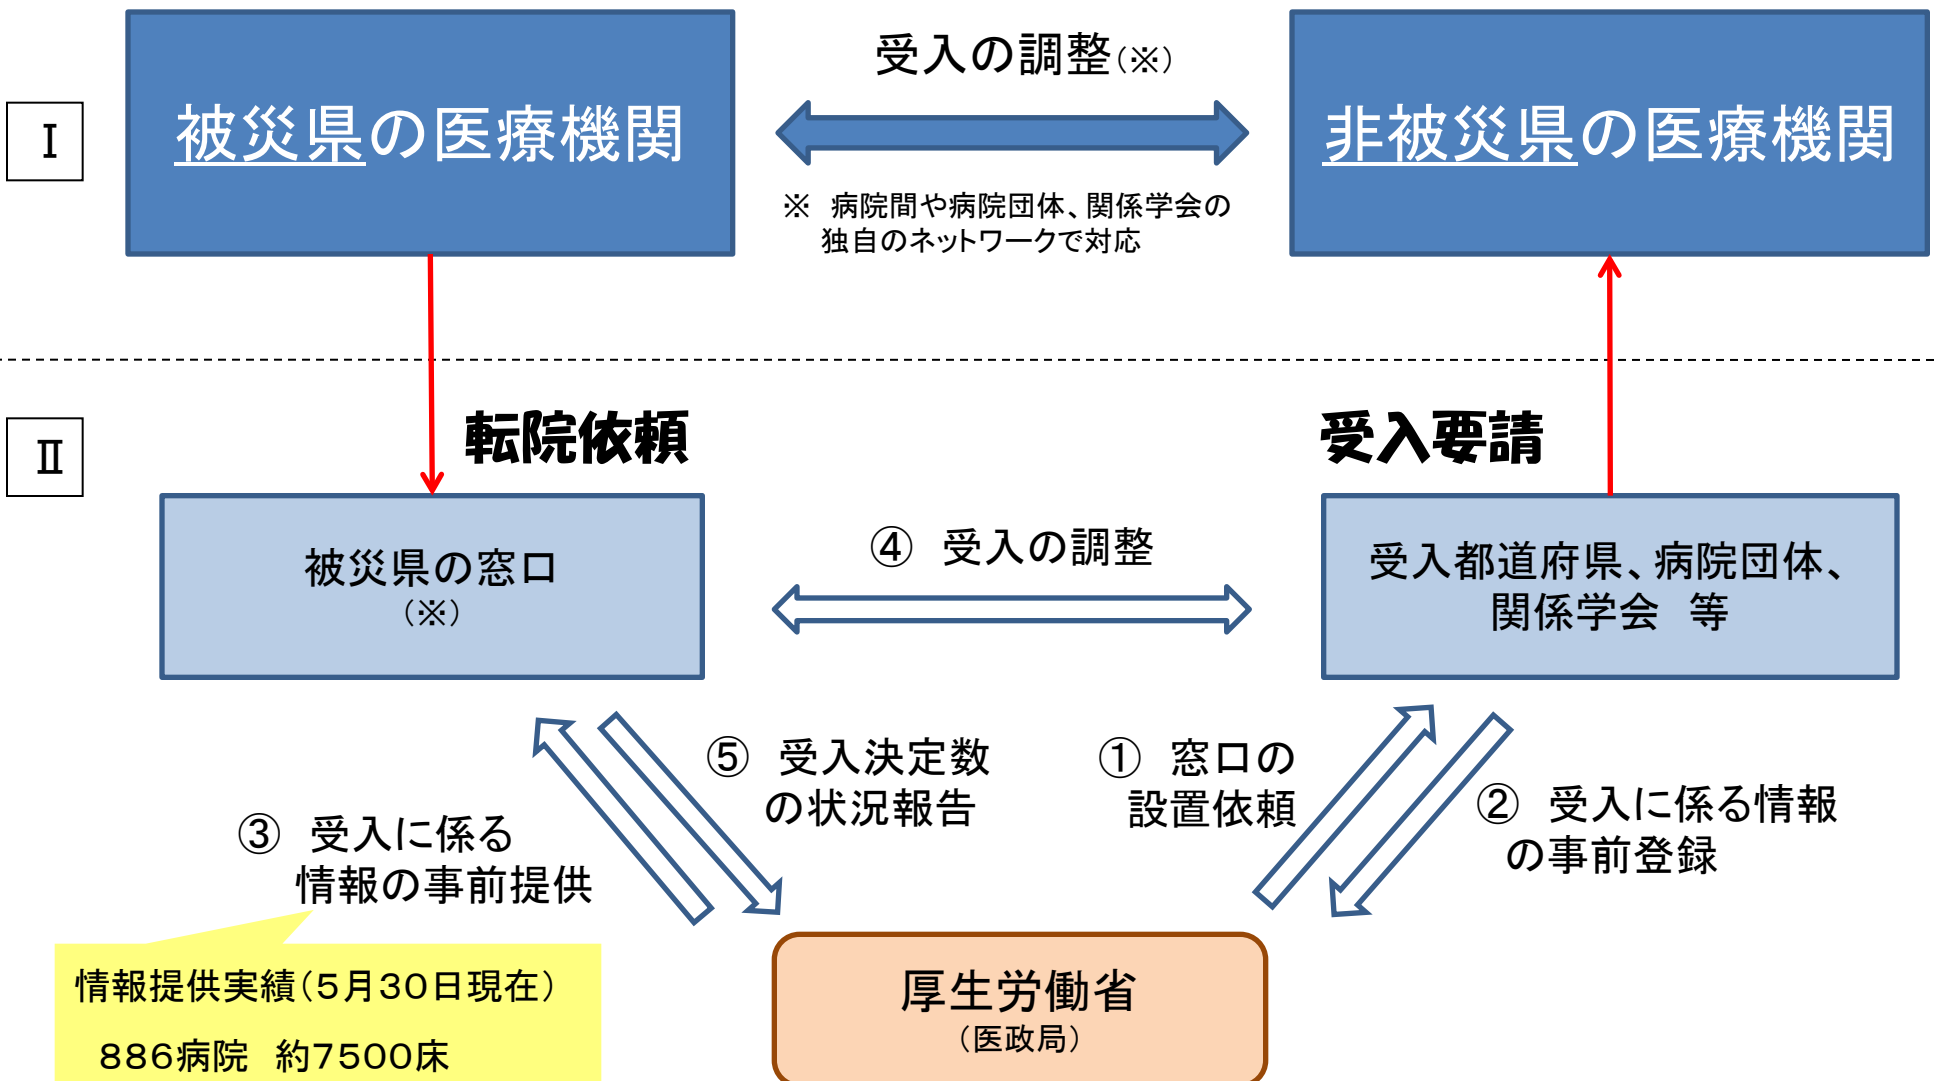 Ⅰ
被災県の医療機関
受入の調整(※)
※ 病院間や病院団体、関係学会の
独自のネットワークで対応
非被災県の医療機関
Ⅱ
転院依頼
受入要請
被災県の窓口
(※)
④ 受入の調整
受入都道府県、病院団体、
関係学会 等
③ 受入に係る
情報の事前提供
⑤ 受入決定数
の状況報告
① 窓口の
設置依頼
② 受入に係る情報
の事前登録
情報提供実績(5月30日現在)
886病院 約7500床
厚生労働省
(医政局)